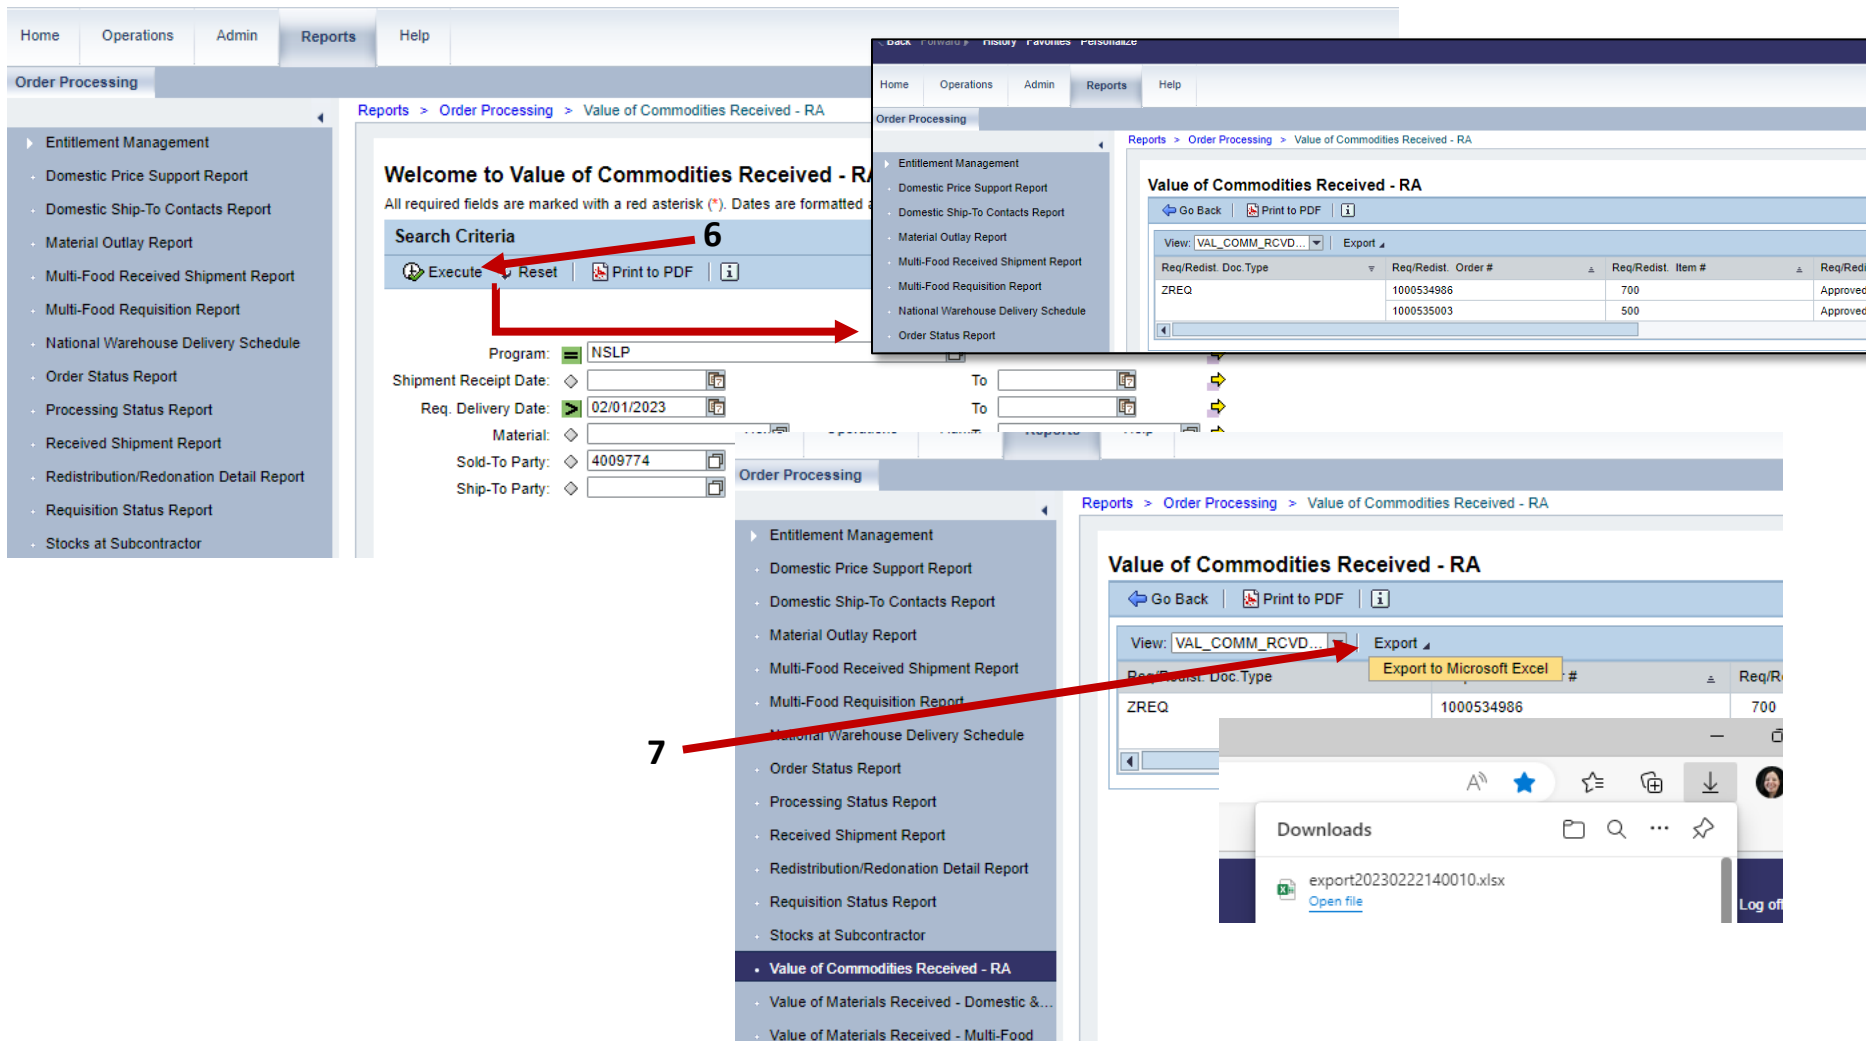 Home Operations Admin Reports Help
Order Processing
Entitlement Management
Domestic Price Support Report
Domestic Ship-To Contacts Report
Material Outlay Report
Multi-Food Received Shipment Report
Multi-Food Requisition Report
National Warehouse Delivery Schedule
Order Status Report
Processing Status Report
Received Shipment Report
Redistribution/Redonation Detail Report
Requisition Status Report
Stocks at Subcontractor
Reports > Order Processing > Value of Commodities Received - RA
Welcome to Value of Commodities Received - RA
All required fields are marked with a red asterisk (*). Dates are formatted
Search Criteria
6
Execute Reset Print to PDF
Program: NSLP
Shipment Receipt Date: To
Req. Delivery Date: 02/01/2023 To
Material:
Sold-To Party: 4009774
Ship-To Party:
Back Forward History Favorites Personalize
Home Operations Admin Reports Help
Order Processing
Entitlement Management
Domestic Price Support Report
Domestic Ship-To Contacts Report
Material Outlay Report
Multi-Food Received Shipment Report
Multi-Food Requisition Report
National Warehouse Delivery Schedule
Order Status Report
Reports > Order Processing > Value of Commodities Received - RA
Value of Commodities Received - RA
Go Back Print to PDF
View: VAL_COMM_RCVD... Export
Req/Redist. Doc.Type Req/Redist. Order # Req/Redist. Item # Req/Redi
ZREQ 1000534986 700 Approved
1000535003 500 Approved
Operations Reports Help
Order Processing
Entitlement Management
Domestic Price Support Report
Domestic Ship-To Contacts Report
Material Outlay Report
Multi-Food Received Shipment Report
Multi-Food Requisition Report
National Warehouse Delivery Schedule
Order Status Report
Processing Status Report
Received Shipment Report
Redistribution/Redonation Detail Report
Requisition Status Report
Stocks at Subcontractor
Value of Commodities Received - RA
Value of Materials Received - Domestic &...
Value of Materials Received - Multi-Food
7
Reports > Order Processing > Value of Commodities Received - RA
Value of Commodities Received - RA
Go Back Print to PDF
View: VAL_COMM_RCVD... Export
Export to Microsoft Excel
Req/Redist. Doc.Type # Req/R
ZREQ 1000534986 700
Downloads
export20230222140010.xlsx
Open file
Log off